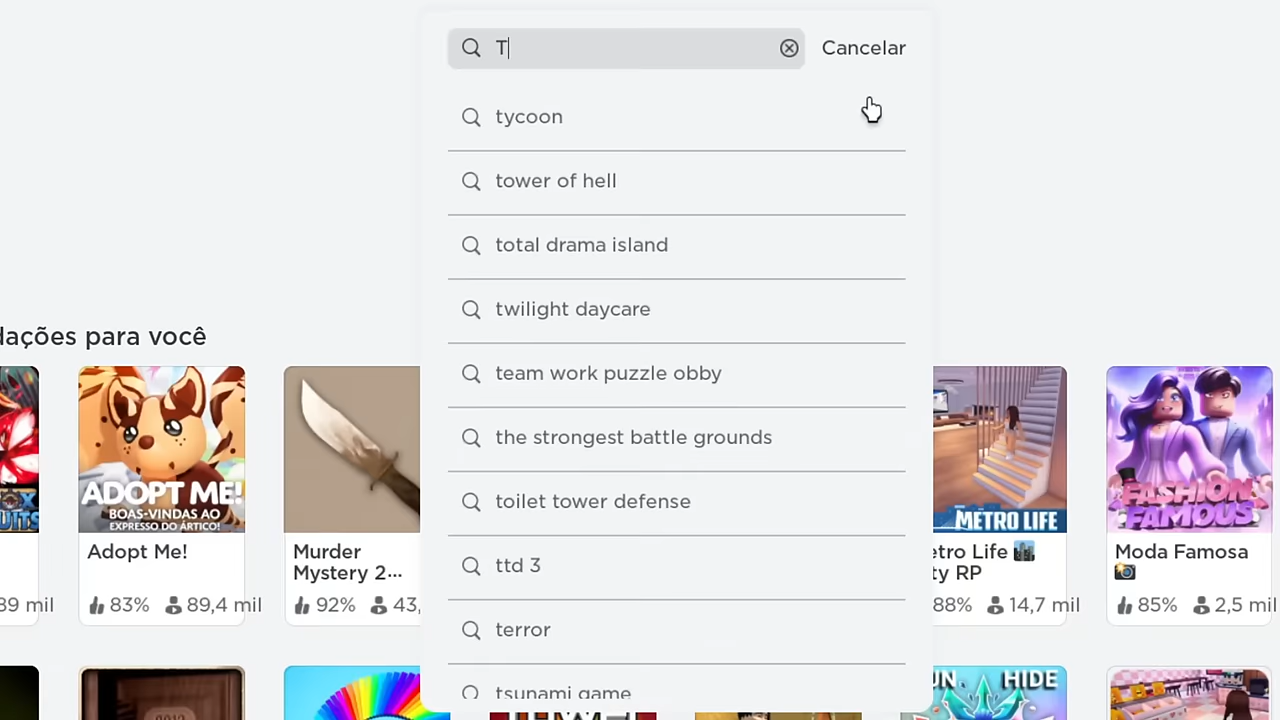 T
Cancelar
tycoon
tower of hell
total drama island
twilight daycare
team work puzzle obby
the strongest battle grounds
toilet tower defense
ttd 3
terror
tsunami game
dações para você
ADOPT ME!
BOAS-VINDAS AO
EXPRESSO DO ÁRTICO!
METRO LIFE
FASHION
FAMOUS
Adopt Me!
Murder
Mystery 2...
etro Life
ty RP
Moda Famosa
89 mil
83% 89,4 mil
92% 43,
88% 14,7 mil
85% 2,5 mil
UN HIDE